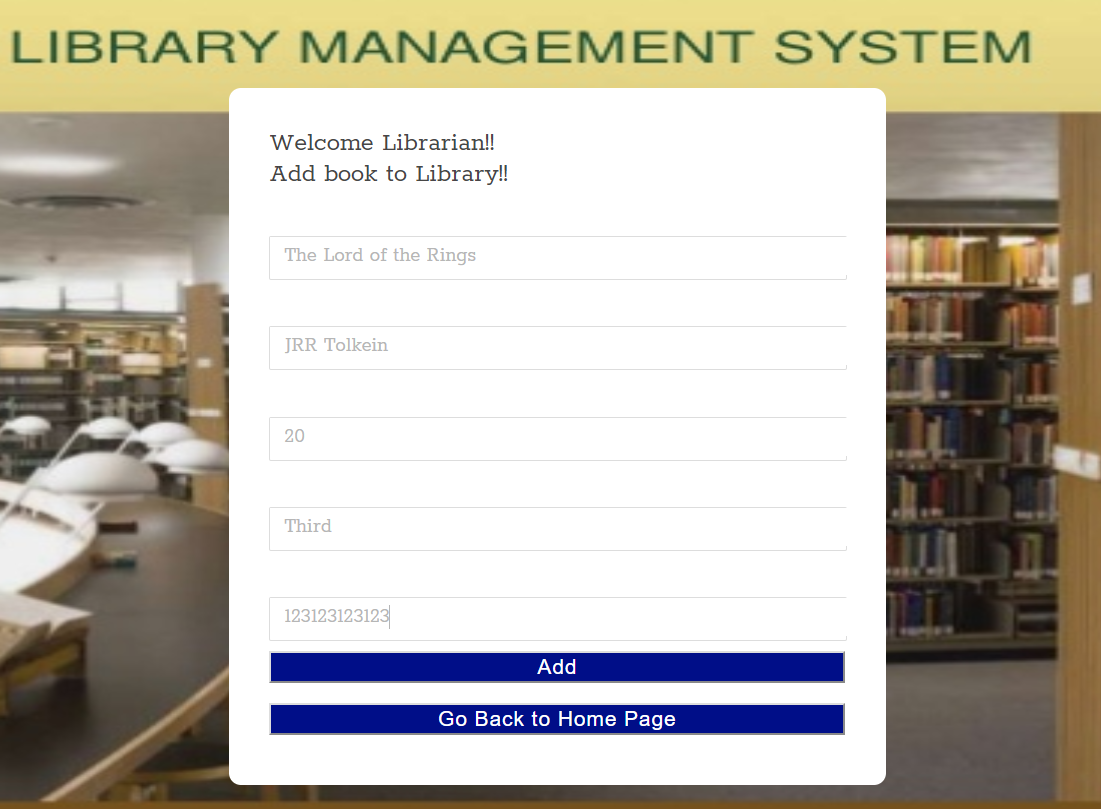 LIBRARY MANAGEMENT SYSTEM
Welcome Librarian!!
Add book to Library!!
The Lord of the Rings
JRR Tolkein
20
Third
123123123123
Add
Go Back to Home Page